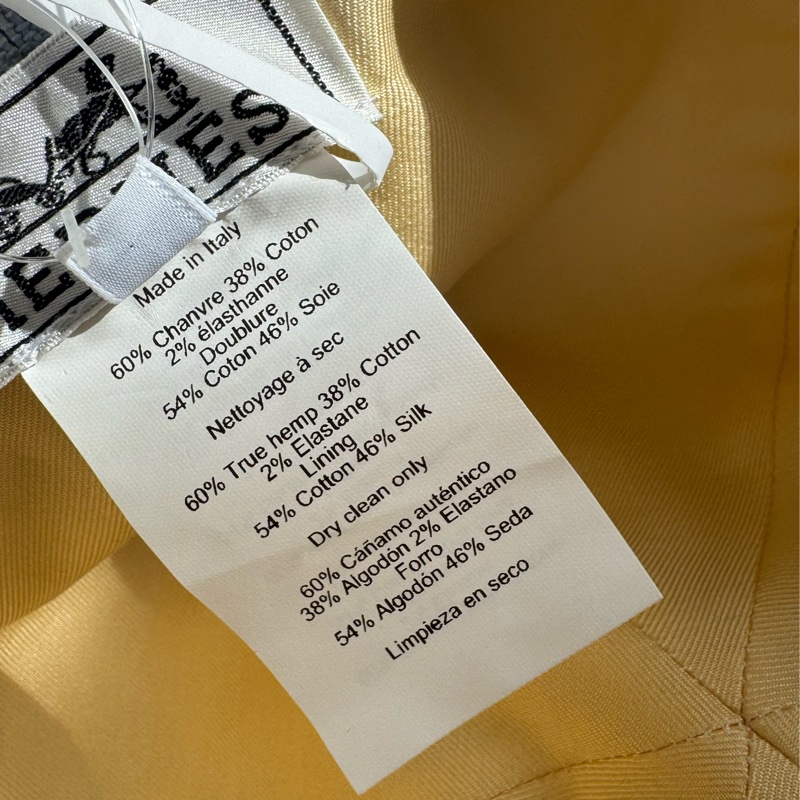 HERMES
Made in Italy
60% Chanvre 38% Coton
2% élasthanne
Doublure
54% Coton 46% Soie
Nettoyage à sec
60% True hemp 38% Cotton
2% Elastane
Lining
54% Cotton 46% Silk
Dry clean only
60% Cáñamo auténtico
38% Algodón 2% Elastano
Forro
54% Algodón 46% Seda
Limpieza en seco